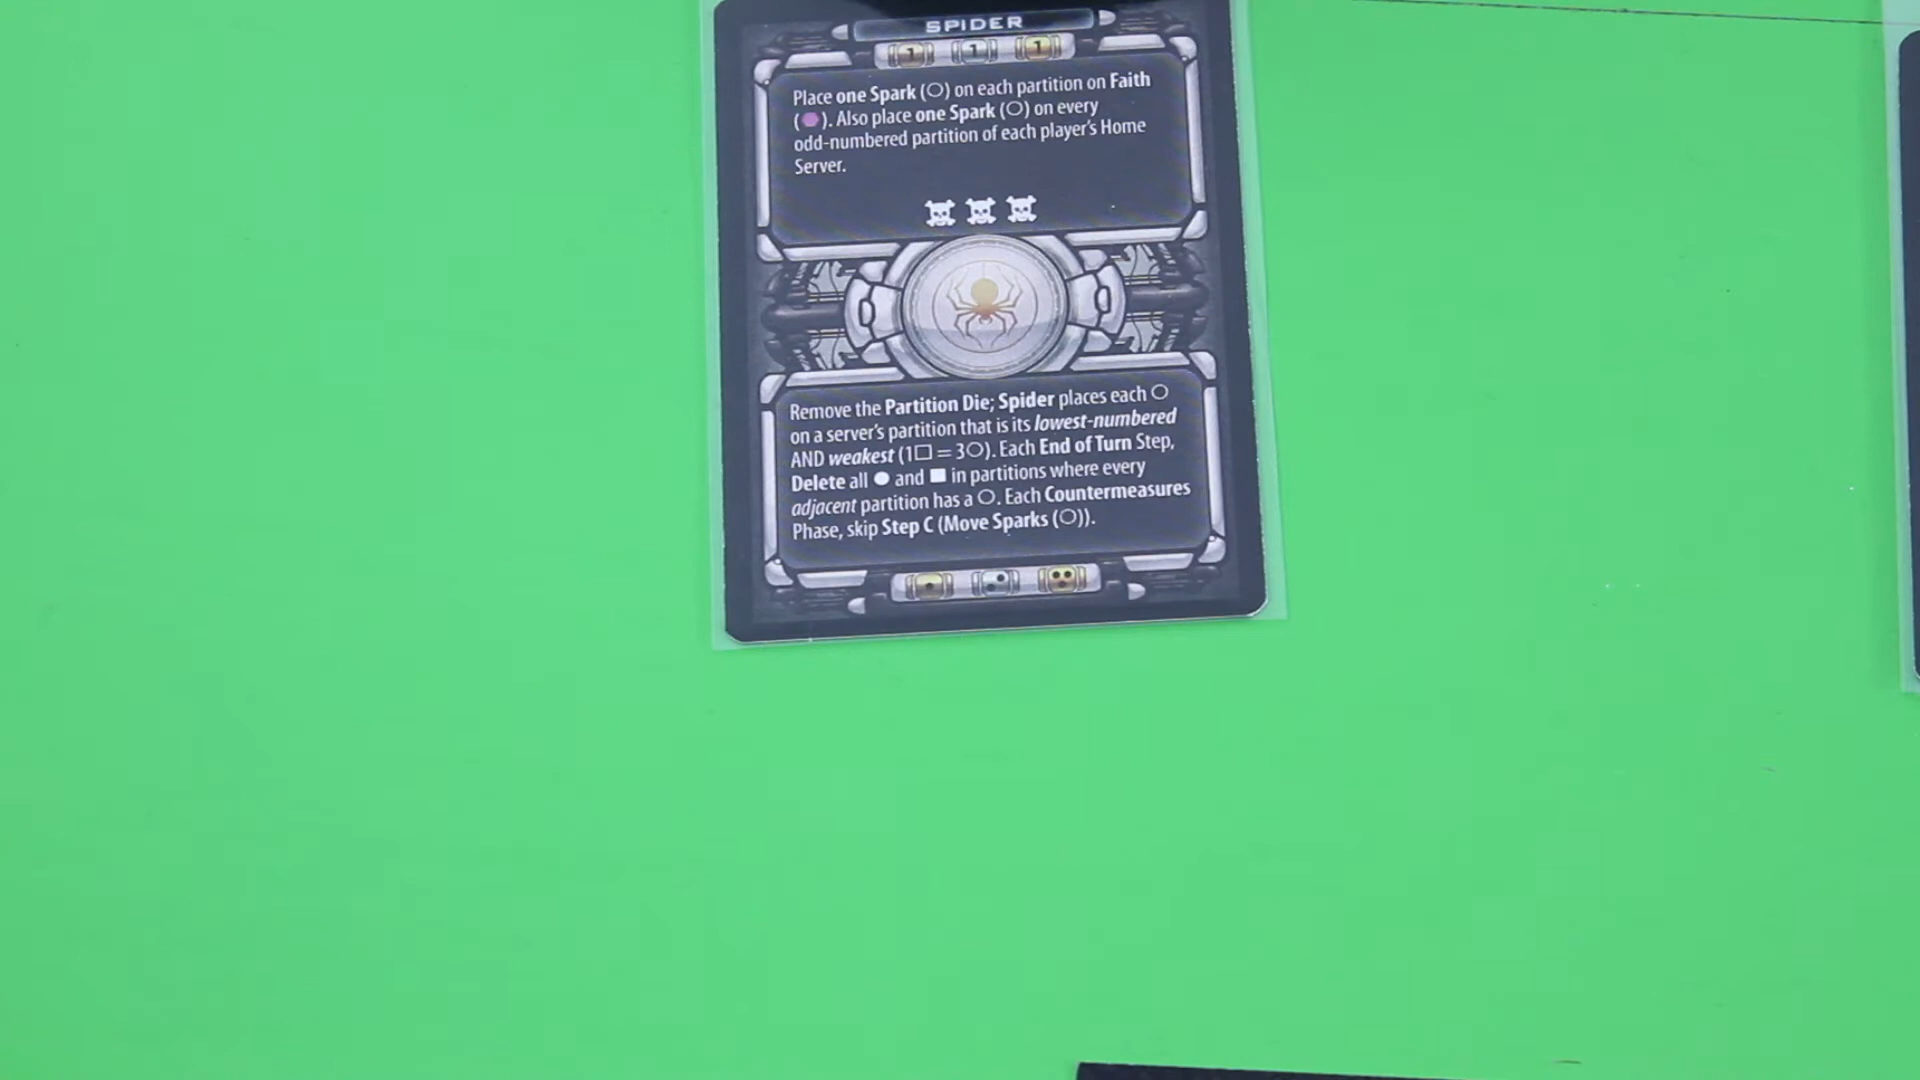 SPIDER
1 1 1
Place one Spark (○) on each partition on Faith
(⬣). Also place one Spark (○) on every
odd-numbered partition of each player's Home
Server.
Remove the Partition Die; Spider places each ○
on a server's partition that is its lowest-numbered
AND weakest (1□ = 3○). Each End of Turn Step,
Delete all ● and ■ in partitions where every
adjacent partition has a ○. Each Countermeasures
Phase, skip Step C (Move Sparks (○)).